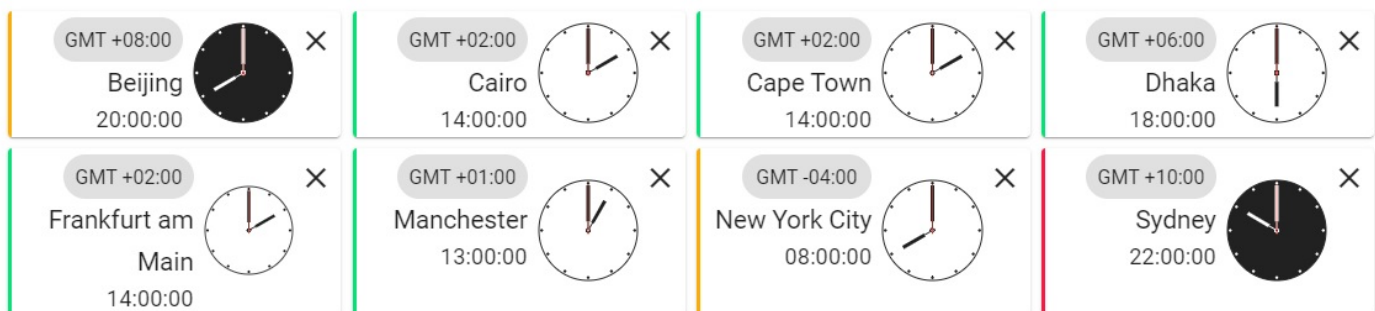 GMT +08:00
Beijing
20:00:00
GMT +02:00
Cairo
14:00:00
GMT +02:00
Cape Town
14:00:00
GMT +06:00
Dhaka
18:00:00
GMT +02:00
Frankfurt am
Main
14:00:00
GMT +01:00
Manchester
13:00:00
GMT -04:00
New York City
08:00:00
GMT +10:00
Sydney
22:00:00